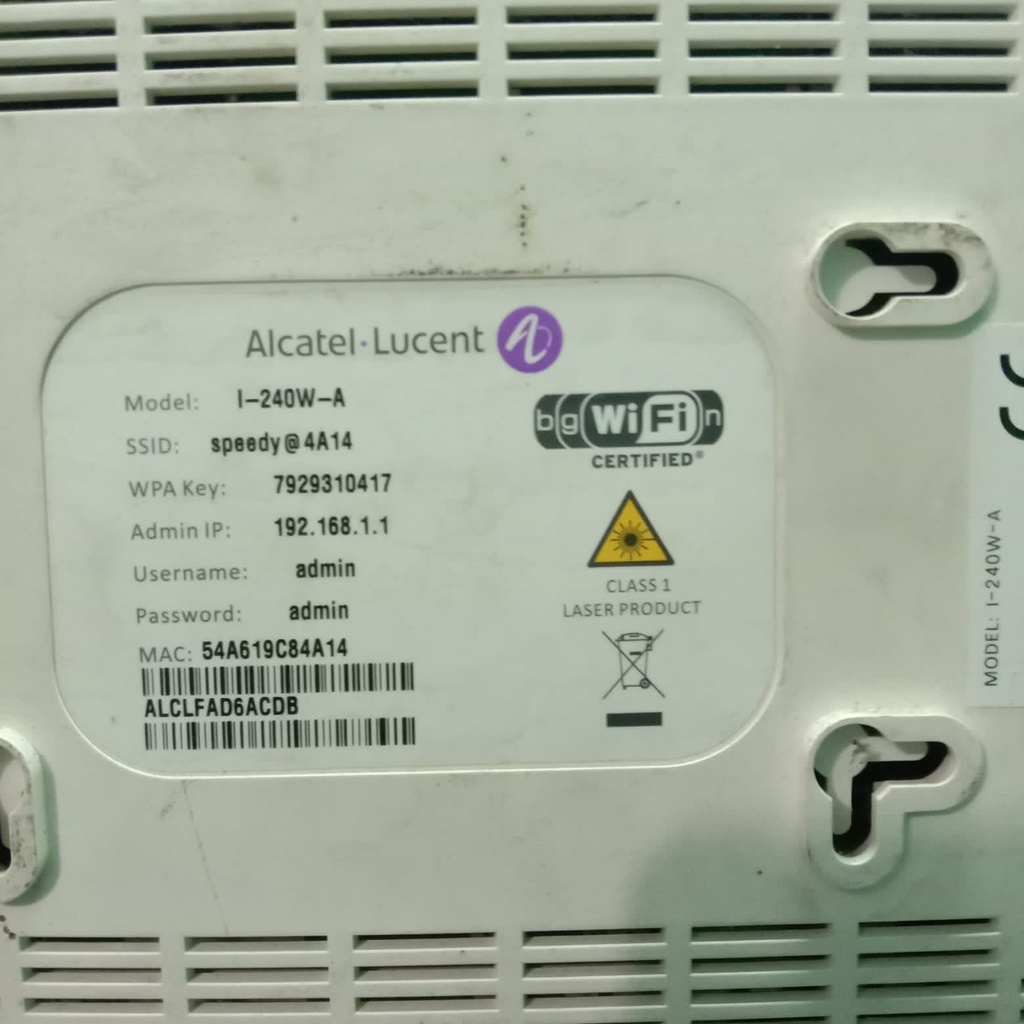 Alcatel·Lucent
Model: I-240W-A
SSID: speedy@4A14
WPA Key: 7929310417
Admin IP: 192.168.1.1
Username: admin
Password: admin
MAC: 54A619C84A14
ALCLFAD6ACDB
bg WiFi n
CERTIFIED®
CLASS 1
LASER PRODUCT
CE
MODEL: I-240W-A